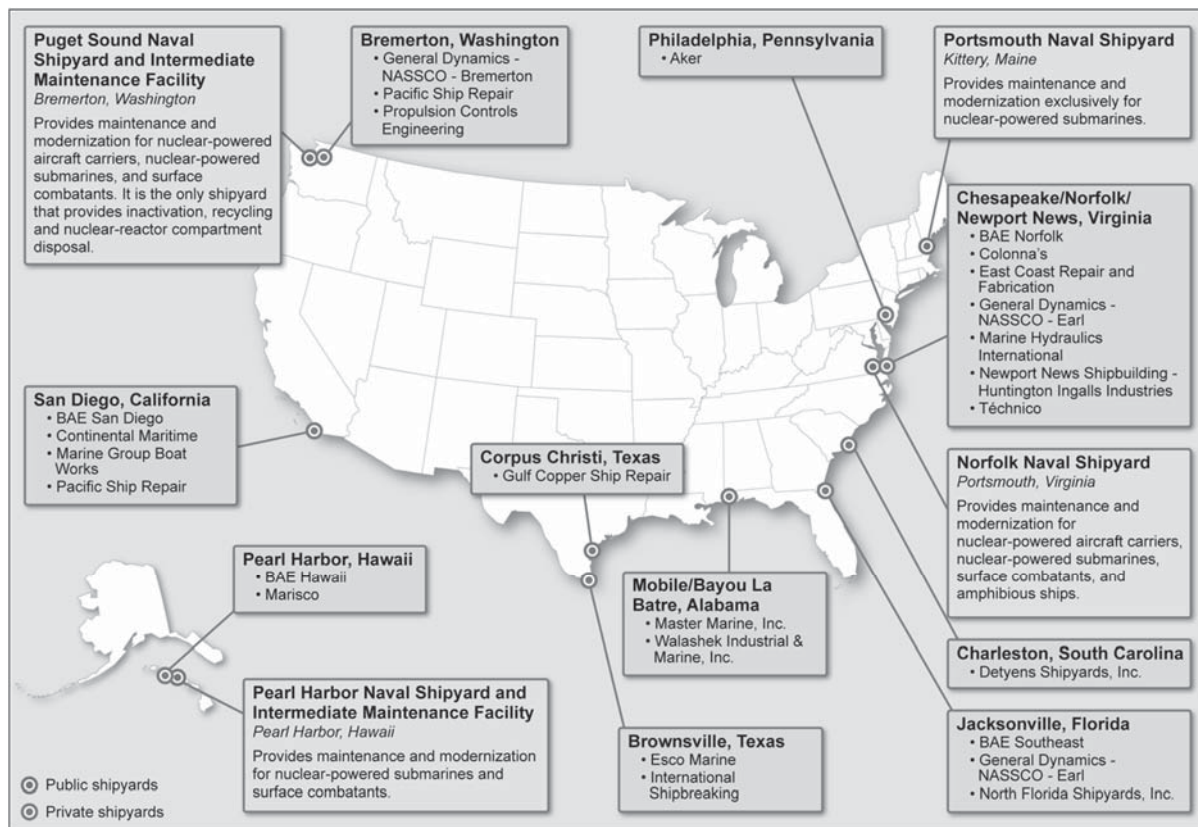 Puget Sound Naval
Shipyard and Intermediate
Maintenance Facility
Bremerton, Washington
Provides maintenance and
modernization for nuclear-powered
aircraft carriers, nuclear-powered
submarines, and surface
combatants. It is the only shipyard
that provides inactivation, recycling
and nuclear-reactor compartment
disposal.
Bremerton, Washington
• General Dynamics -
NASSCO - Bremerton
• Pacific Ship Repair
• Propulsion Controls
Engineering
Philadelphia, Pennsylvania
• Aker
Portsmouth Naval Shipyard
Kittery, Maine
Provides maintenance and
modernization exclusively for
nuclear-powered submarines.
Chesapeake/Norfolk/
Newport News, Virginia
• BAE Norfolk
• Colonna's
• East Coast Repair and
Fabrication
• General Dynamics -
NASSCO - Earl
• Marine Hydraulics
International
• Newport News Shipbuilding -
Huntington Ingalls Industries
• Téchnico
San Diego, California
• BAE San Diego
• Continental Maritime
• Marine Group Boat
Works
• Pacific Ship Repair
Corpus Christi, Texas
• Gulf Copper Ship Repair
Norfolk Naval Shipyard
Portsmouth, Virginia
Provides maintenance and
modernization for
nuclear-powered aircraft carriers,
nuclear-powered submarines,
surface combatants, and
amphibious ships.
Pearl Harbor, Hawaii
• BAE Hawaii
• Marisco
Mobile/Bayou La
Batre, Alabama
• Master Marine, Inc.
• Walashek Industrial &
Marine, Inc.
Charleston, South Carolina
• Detyens Shipyards, Inc.
Pearl Harbor Naval Shipyard and
Intermediate Maintenance Facility
Pearl Harbor, Hawaii
Provides maintenance and modernization
for nuclear-powered submarines and
surface combatants.
Brownsville, Texas
• Esco Marine
• International
Shipbreaking
Jacksonville, Florida
• BAE Southeast
• General Dynamics -
NASSCO - Earl
• North Florida Shipyards, Inc.
Public shipyards
Private shipyards